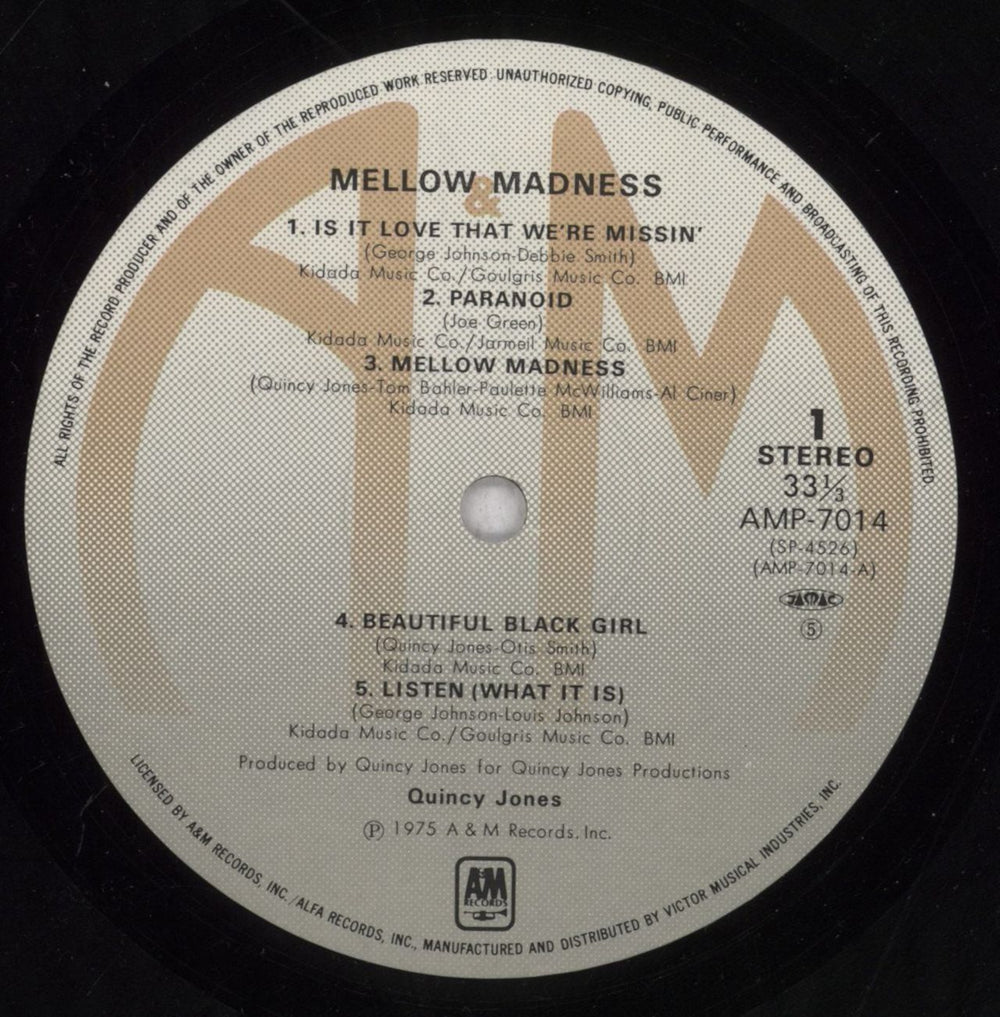 ALL RIGHTS OF THE RECORD PRODUCER AND OF THE OWNER OF THE REPRODUCED WORK RESERVED UNAUTHORIZED COPYING, PUBLIC PERFORMANCE AND BROADCASTING OF THIS RECORDING PROHIBITED
A&M
MELLOW MADNESS
1. IS IT LOVE THAT WE'RE MISSIN'
(George Johnson-Debbie Smith)
Kidada Music Co./Goulgris Music Co. BMI
2. PARANOID
(Joe Green)
Kidada Music Co./Jarmeil Music Co. BMI
3. MELLOW MADNESS
(Quincy Jones-Tom Bahler-Paulette McWilliams-Al Ciner)
Kidada Music Co. BMI
1
STEREO
33⅓
AMP-7014
(SP-4526)
(AMP-7014-A)
JASRAC
⑤
4. BEAUTIFUL BLACK GIRL
(Quincy Jones-Otis Smith)
Kidada Music Co. BMI
5. LISTEN (WHAT IT IS)
(George Johnson-Louis Johnson)
Kidada Music Co./Goulgris Music Co. BMI
Produced by Quincy Jones for Quincy Jones Productions
Quincy Jones
℗ 1975 A & M Records, Inc.
AM
RECORDS
LICENSED BY A&M RECORDS, INC./ALFA RECORDS, INC., MANUFACTURED AND DISTRIBUTED BY VICTOR MUSICAL INDUSTRIES, INC.